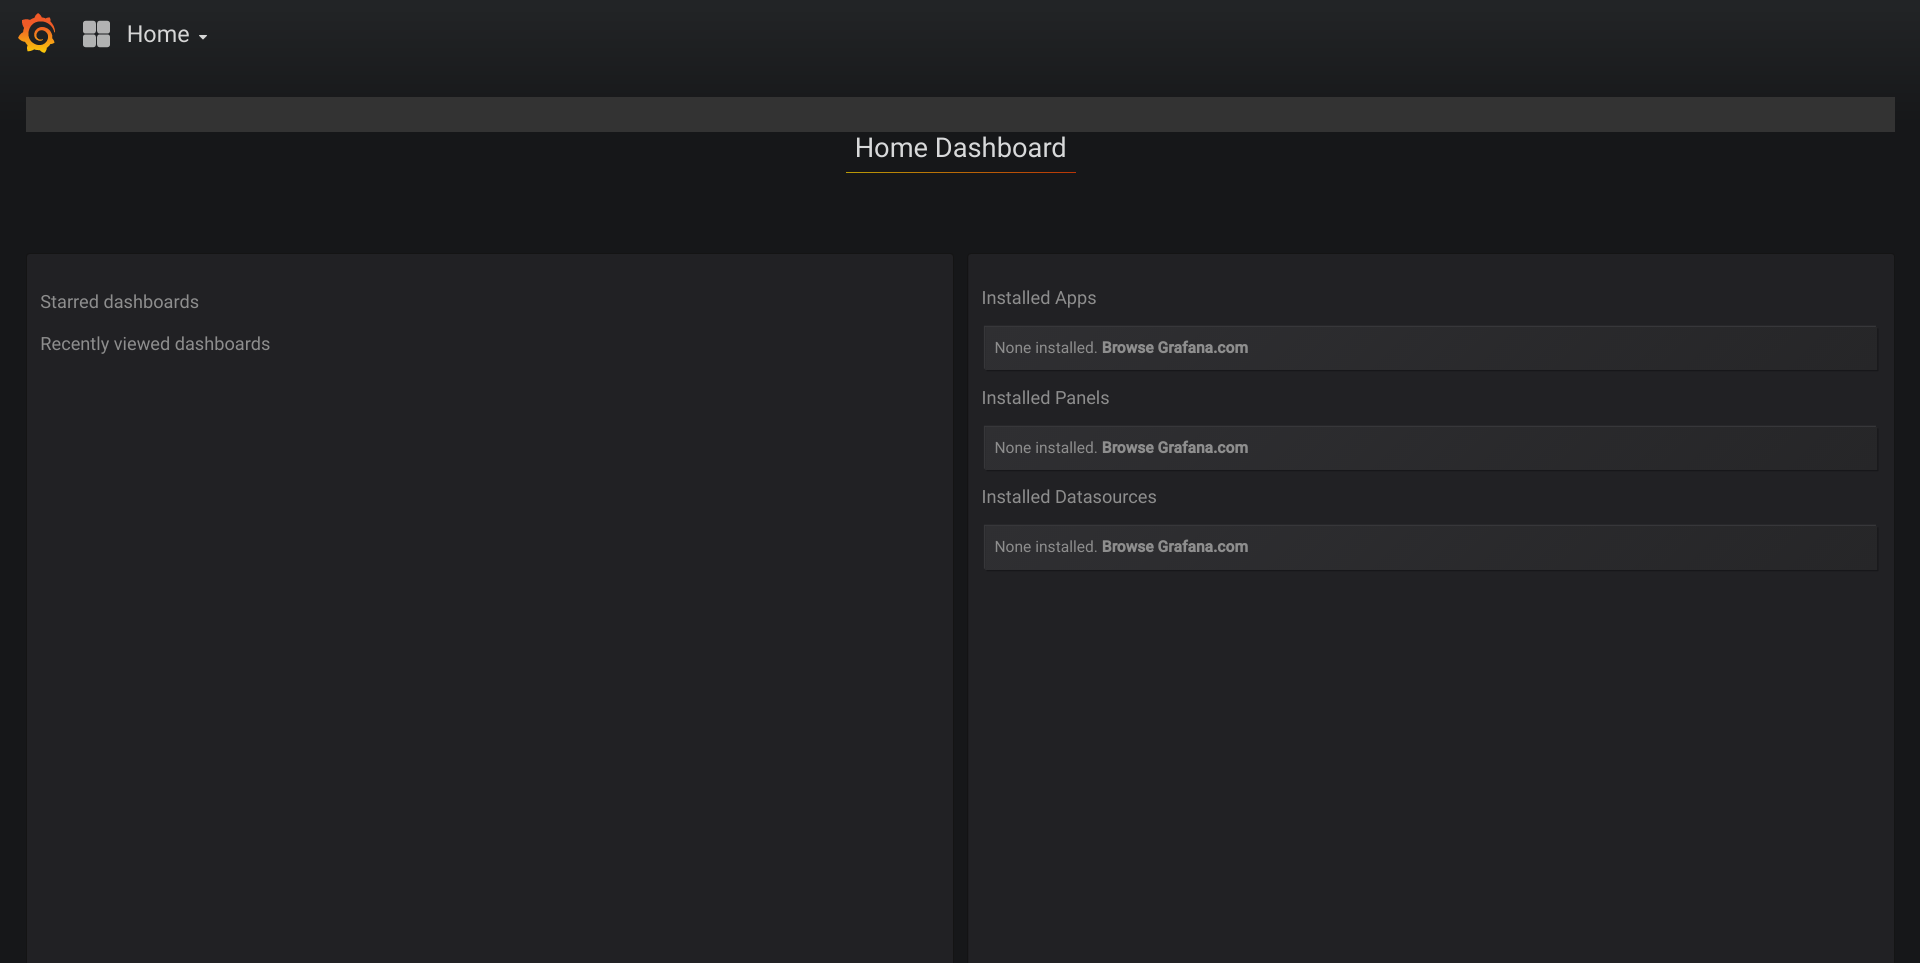 Home
Home Dashboard
Starred dashboards
Recently viewed dashboards
Installed Apps
None installed. Browse Grafana.com
Installed Panels
None installed. Browse Grafana.com
Installed Datasources
None installed. Browse Grafana.com